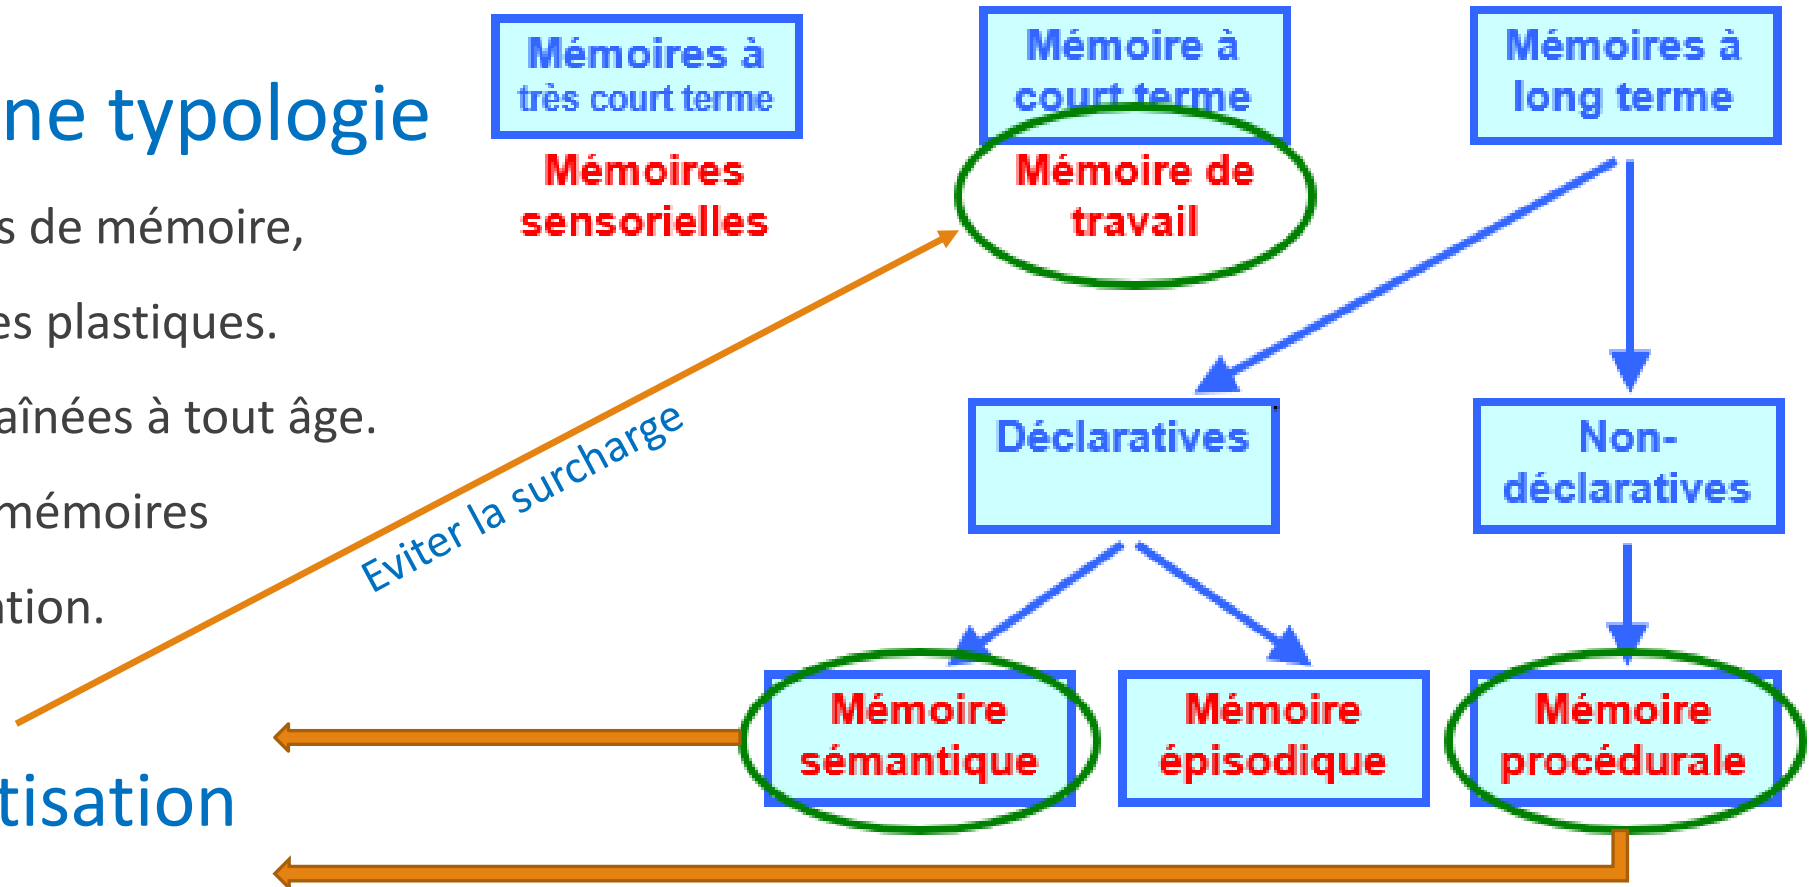 ne typologie
s de mémoire,
es plastiques.
aînées à tout âge.
mémoires
ation.
tisation
Eviter la surcharge
Mémoires à
très court terme
Mémoires
sensorielles
Mémoire à
court terme
Mémoire de
travail
Mémoires à
long terme
Déclaratives
Non-
déclaratives
Mémoire
sémantique
Mémoire
épisodique
Mémoire
procédurale